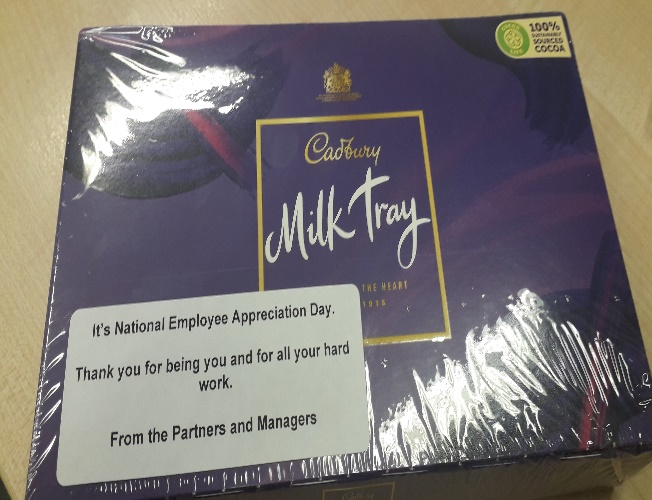 100%
SUSTAINABLY
SOURCED
COCOA
Cadbury
Milk Tray
THE HEART
1915
It's National Employee Appreciation Day.
Thank you for being you and for all your hard
work.
From the Partners and Managers